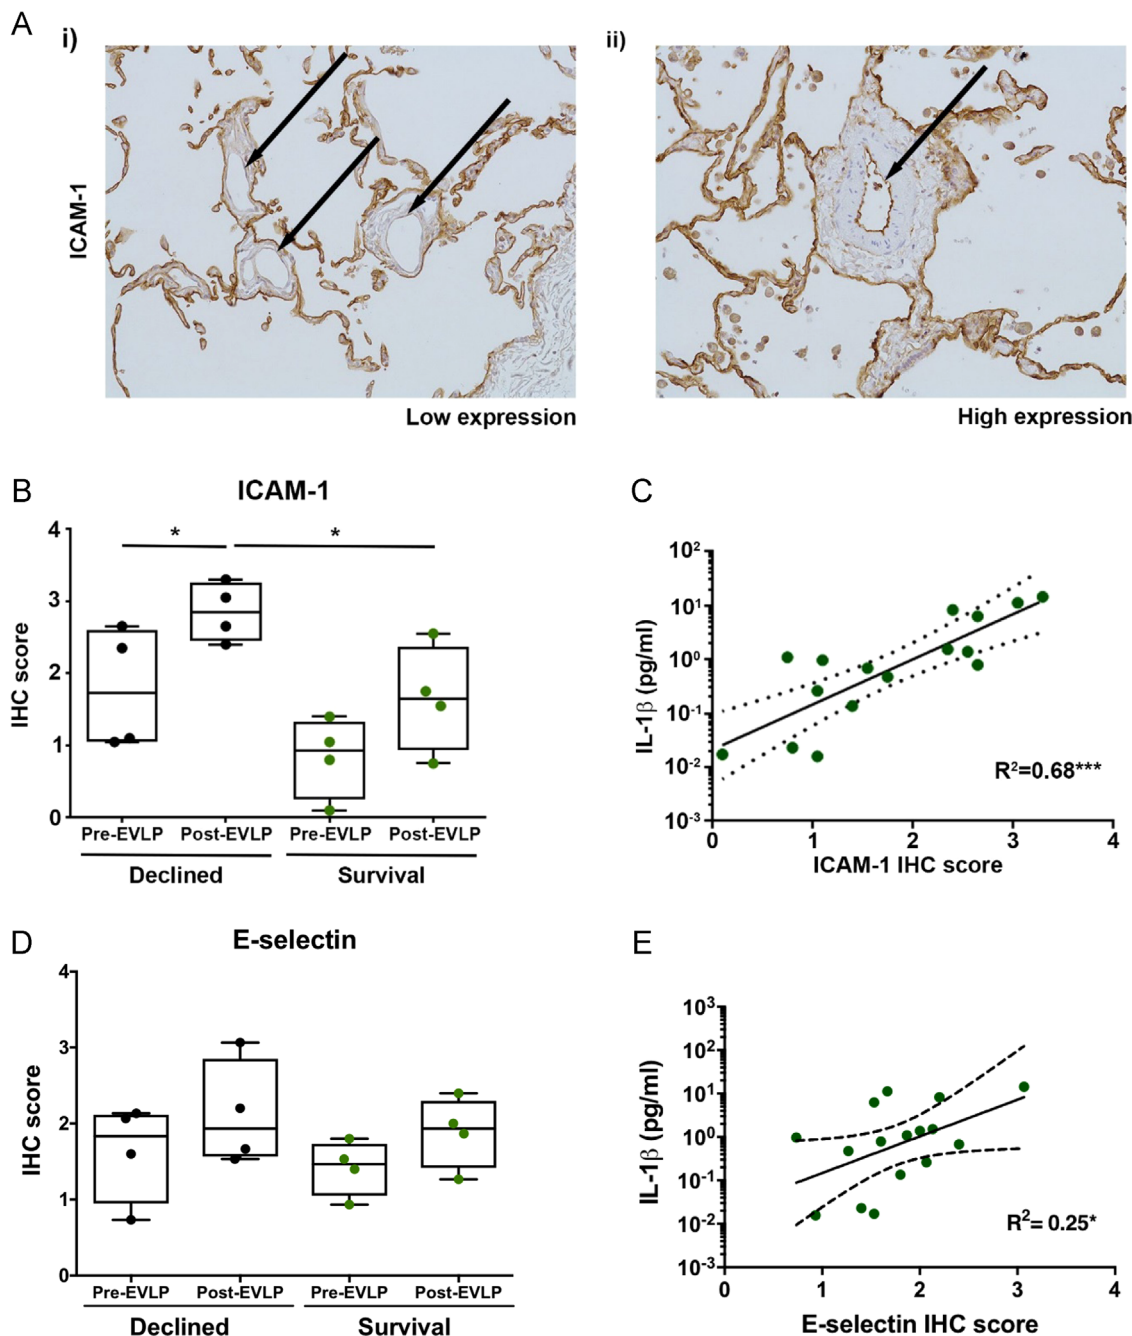 A
i)
ii)
ICAM-1
Low expression
High expression
B
ICAM-1
4
3
2
1
0
IHC score
*
*
Pre-EVLP Post-EVLP Pre-EVLP Post-EVLP
Declined Survival
C
10²
10¹
10⁰
10⁻¹
10⁻²
10⁻³
IL-1β (pg/ml)
R²=0.68***
0 1 2 3 4
ICAM-1 IHC score
D
E-selectin
4
3
2
1
0
IHC score
Pre-EVLP Post-EVLP Pre-EVLP Post-EVLP
Declined Survival
E
10³
10²
10¹
10⁰
10⁻¹
10⁻²
10⁻³
IL-1β (pg/ml)
R²= 0.25*
0 1 2 3 4
E-selectin IHC score